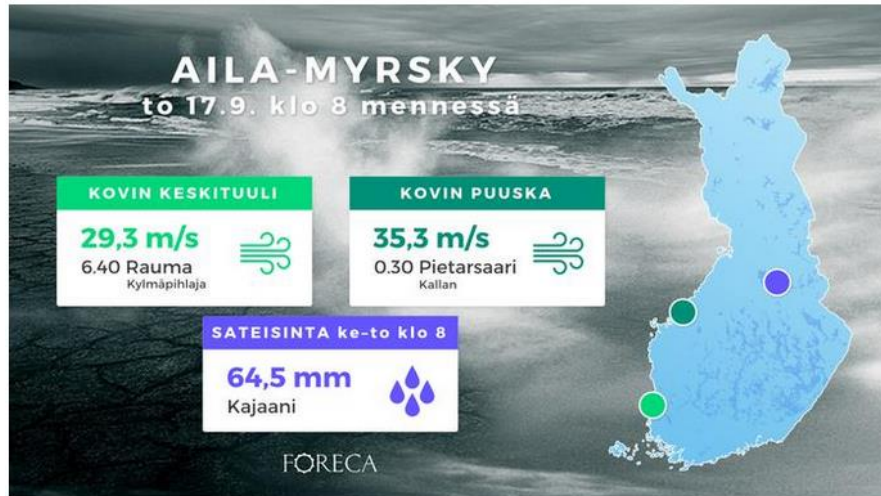 AILA-MYRSKY
to 17.9. klo 8 mennessä
KOVIN KESKITUULI
29,3 m/s
6.40 Rauma
Kylmäpihlaja
KOVIN PUUSKA
35,3 m/s
0.30 Pietarsaari
Kallan
SATEISINTA ke-to klo 8
64,5 mm
Kajaani
FORECA